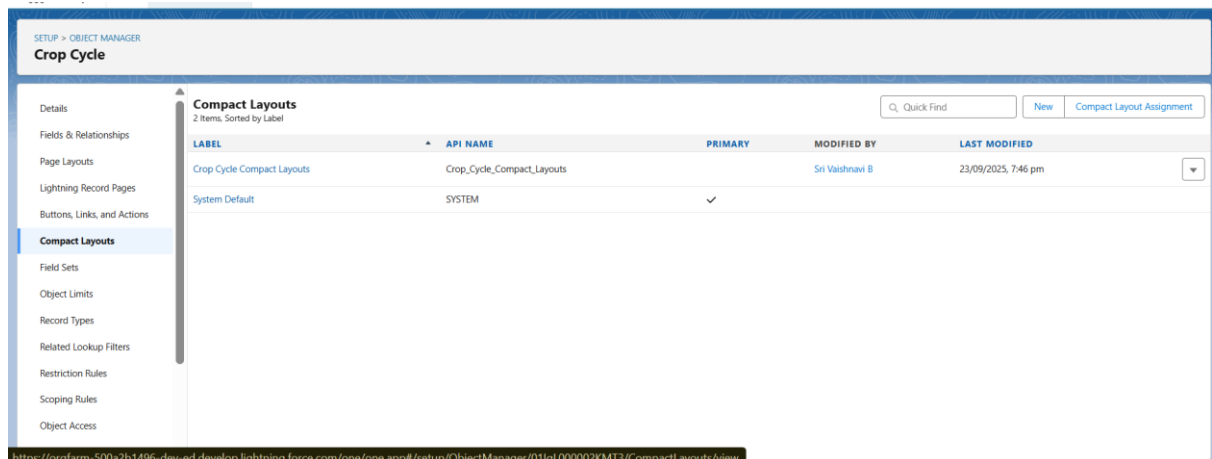 SETUP > OBJECT MANAGER
Crop Cycle
Details
Fields & Relationships
Page Layouts
Lightning Record Pages
Buttons, Links, and Actions
Compact Layouts
Field Sets
Object Limits
Record Types
Related Lookup Filters
Restriction Rules
Scoping Rules
Object Access
Compact Layouts
2 Items. Sorted by Label
Quick Find
New
Compact Layout Assignment
LABEL API NAME PRIMARY MODIFIED BY LAST MODIFIED
Crop Cycle Compact Layouts Crop_Cycle_Compact_Layouts Sri Vaishnavi B 23/09/2025, 7:46 pm
System Default SYSTEM